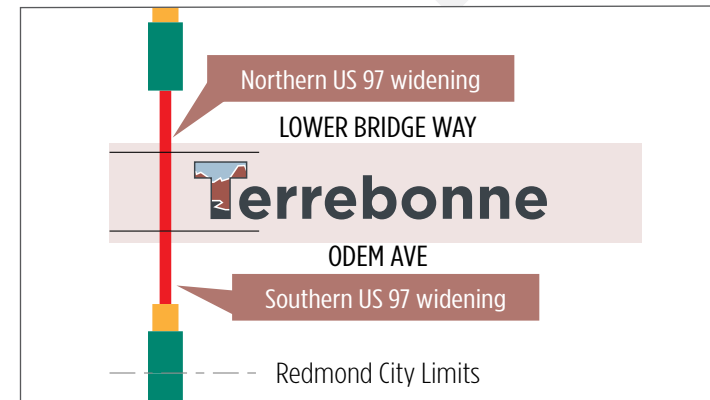 Northern US 97 widening
LOWER BRIDGE WAY
Terrebonne
ODEM AVE
Southern US 97 widening
Redmond City Limits